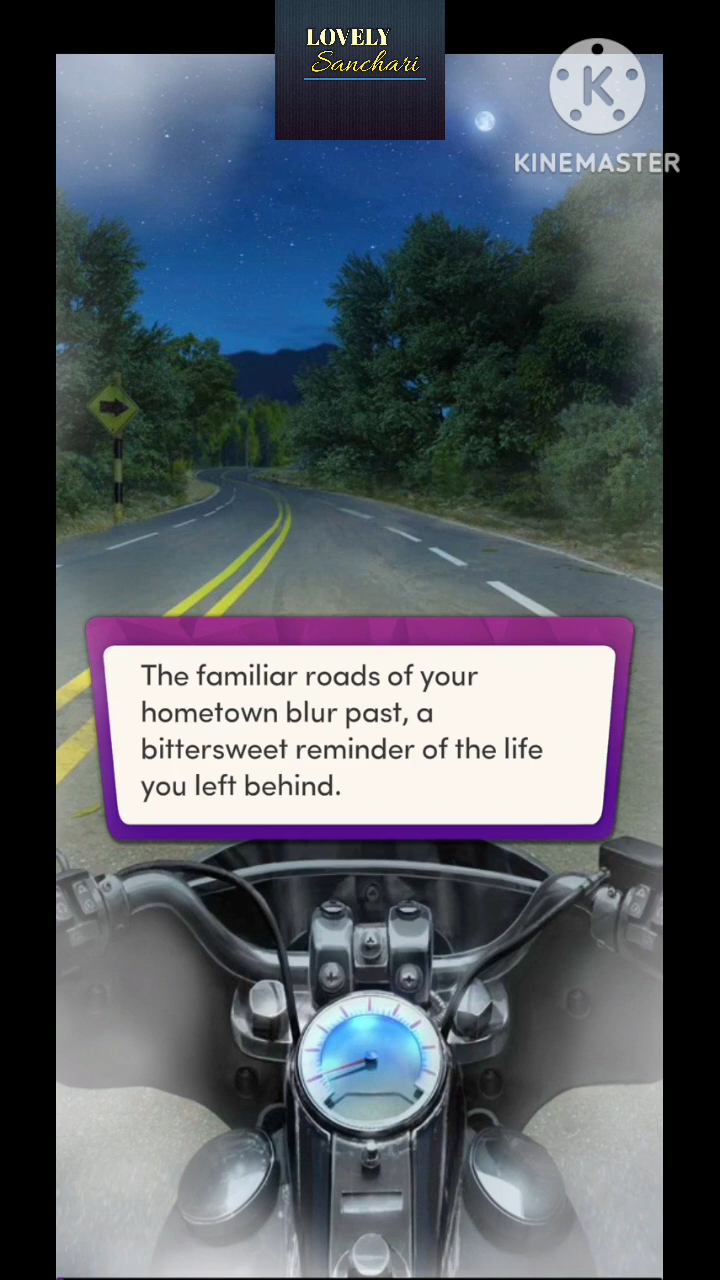 LOVELY
Sanchari
KINEMASTER
The familiar roads of your
hometown blur past, a
bittersweet reminder of the life
you left behind.